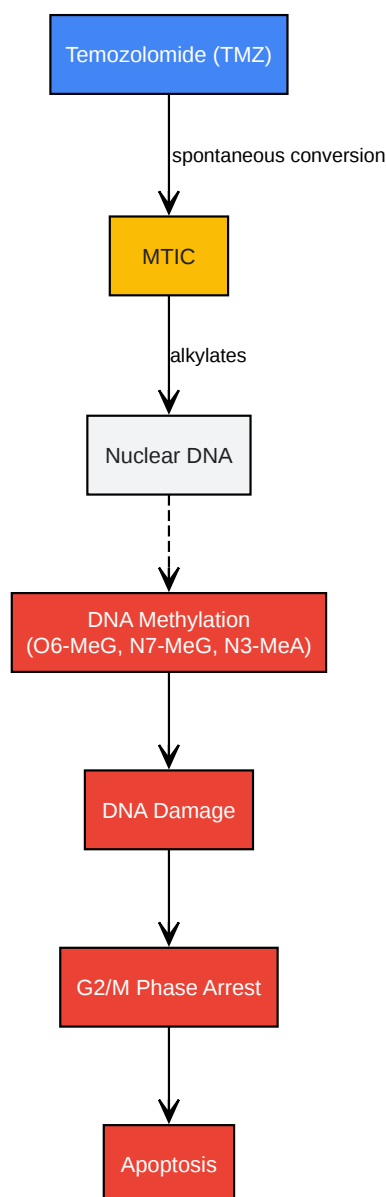 Temozolomide (TMZ)
spontaneous conversion
MTIC
alkylates
Nuclear DNA
DNA Methylation
(O6-MeG, N7-MeG, N3-MeA)
DNA Damage
G2/M Phase Arrest
Apoptosis